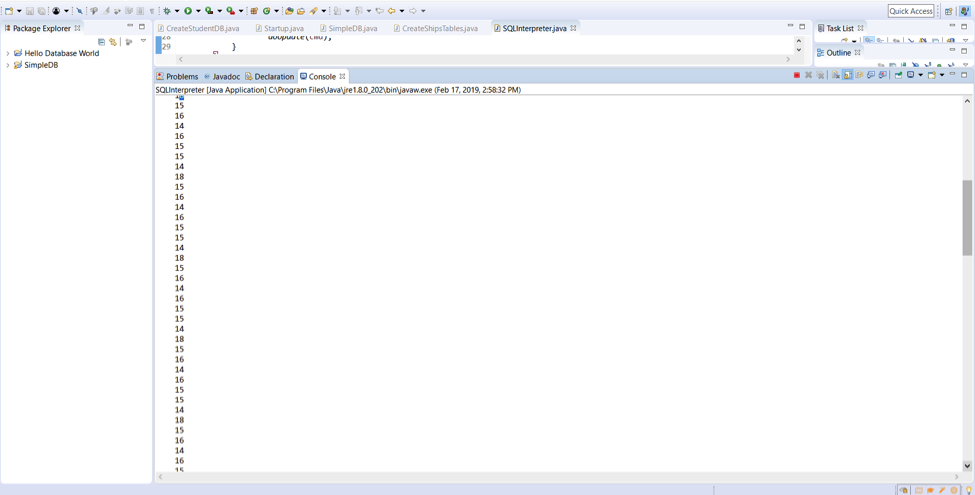 Quick Access
Package Explorer
CreateStudentDB.java
Startup.java
SimpleDB.java
CreateShipsTables.java
SQLInterpreter.java
Task List
28 doUpdate(cmd);
29 }
Hello Database World
SimpleDB
Outline
Problems
Javadoc
Declaration
Console
SQLInterpreter [Java Application] C:\Program Files\Java\jre1.8.0_202\bin\javaw.exe (Feb 17, 2019, 2:58:32 PM)
15
16
14
16
15
15
14
18
15
16
14
16
15
15
14
18
15
16
14
16
15
15
14
18
15
16
14
16
15
15
14
18
15
16
14
16
15